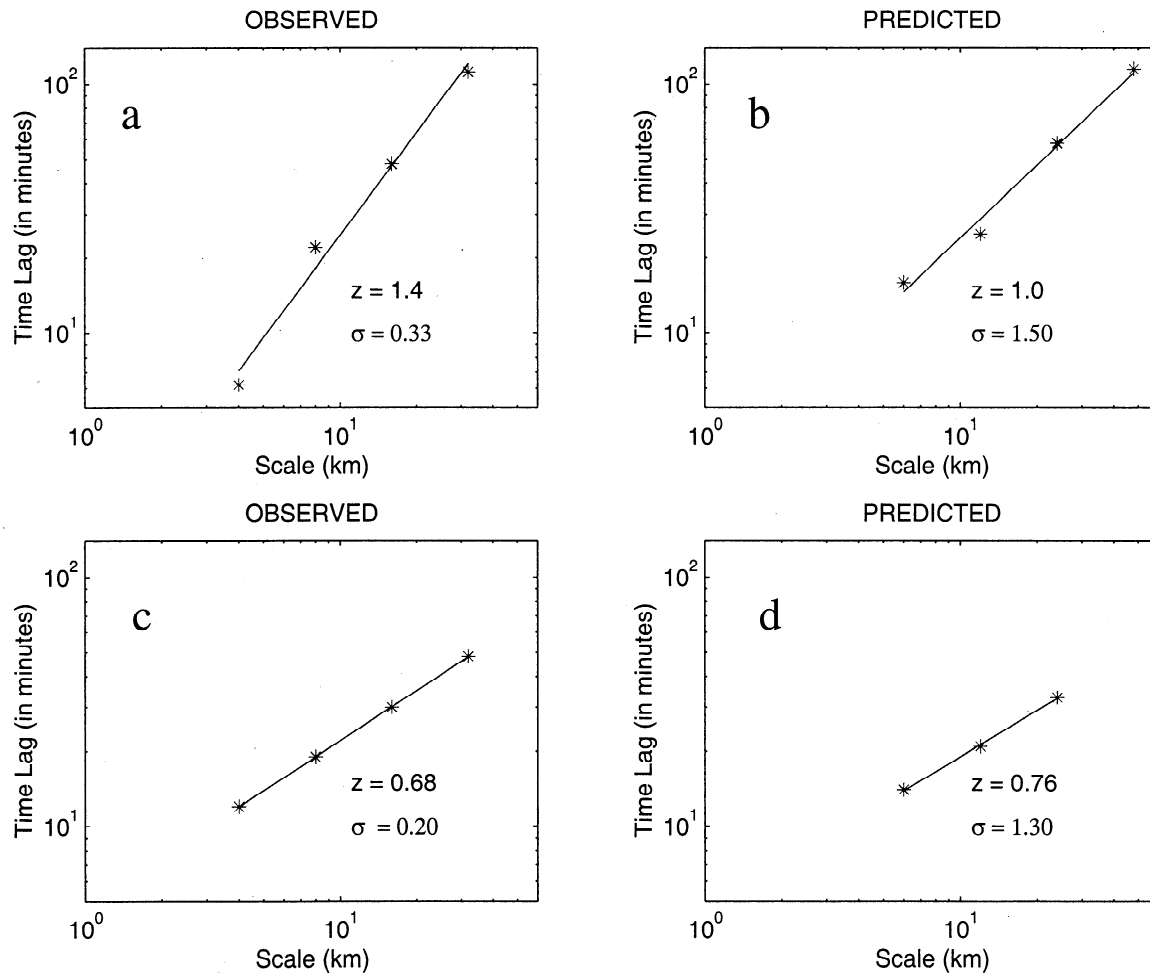 OBSERVED
Time Lag (in minutes)
10^2
10^1
a
z = 1.4
σ = 0.33
10^0
10^1
Scale (km)
PREDICTED
Time Lag (in minutes)
10^2
10^1
b
z = 1.0
σ = 1.50
10^0
10^1
Scale (km)
OBSERVED
Time Lag (in minutes)
10^2
10^1
c
z = 0.68
σ = 0.20
10^0
10^1
Scale (km)
PREDICTED
Time Lag (in minutes)
10^2
10^1
d
z = 0.76
σ = 1.30
10^0
10^1
Scale (km)